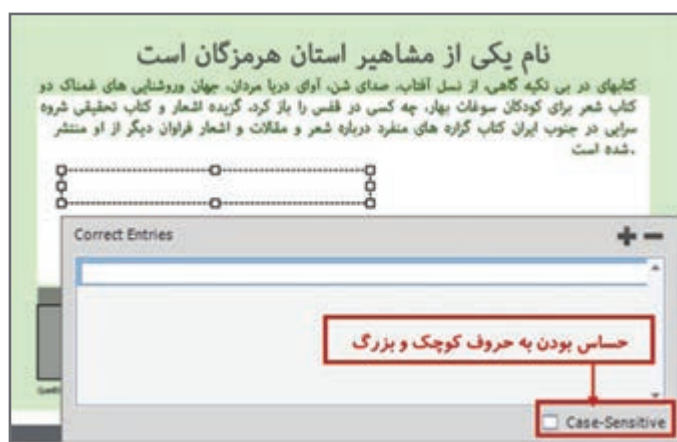 نام یکی از مشاهیر استان هرمزگان است
کتابهای در بی تکیه گاهی، از نسل آفتاب، صدای شن، آوای دریا مردان، جهان وروشنایی های غمناک دو
کتاب شعر برای کودکان سوغات بهار، چه کسی در قفس را باز کرد، گزیده اشعار و کتاب تحقیقی شروه
سرایی در جنوب ایران کتاب گزاره های منفرد درباره شعر و مقالات و اشعار فراوان دیگر از او منتشر
.شده است
Correct Entries
حساس بودن به حروف کوچک و بزرگ
Case-Sensitive